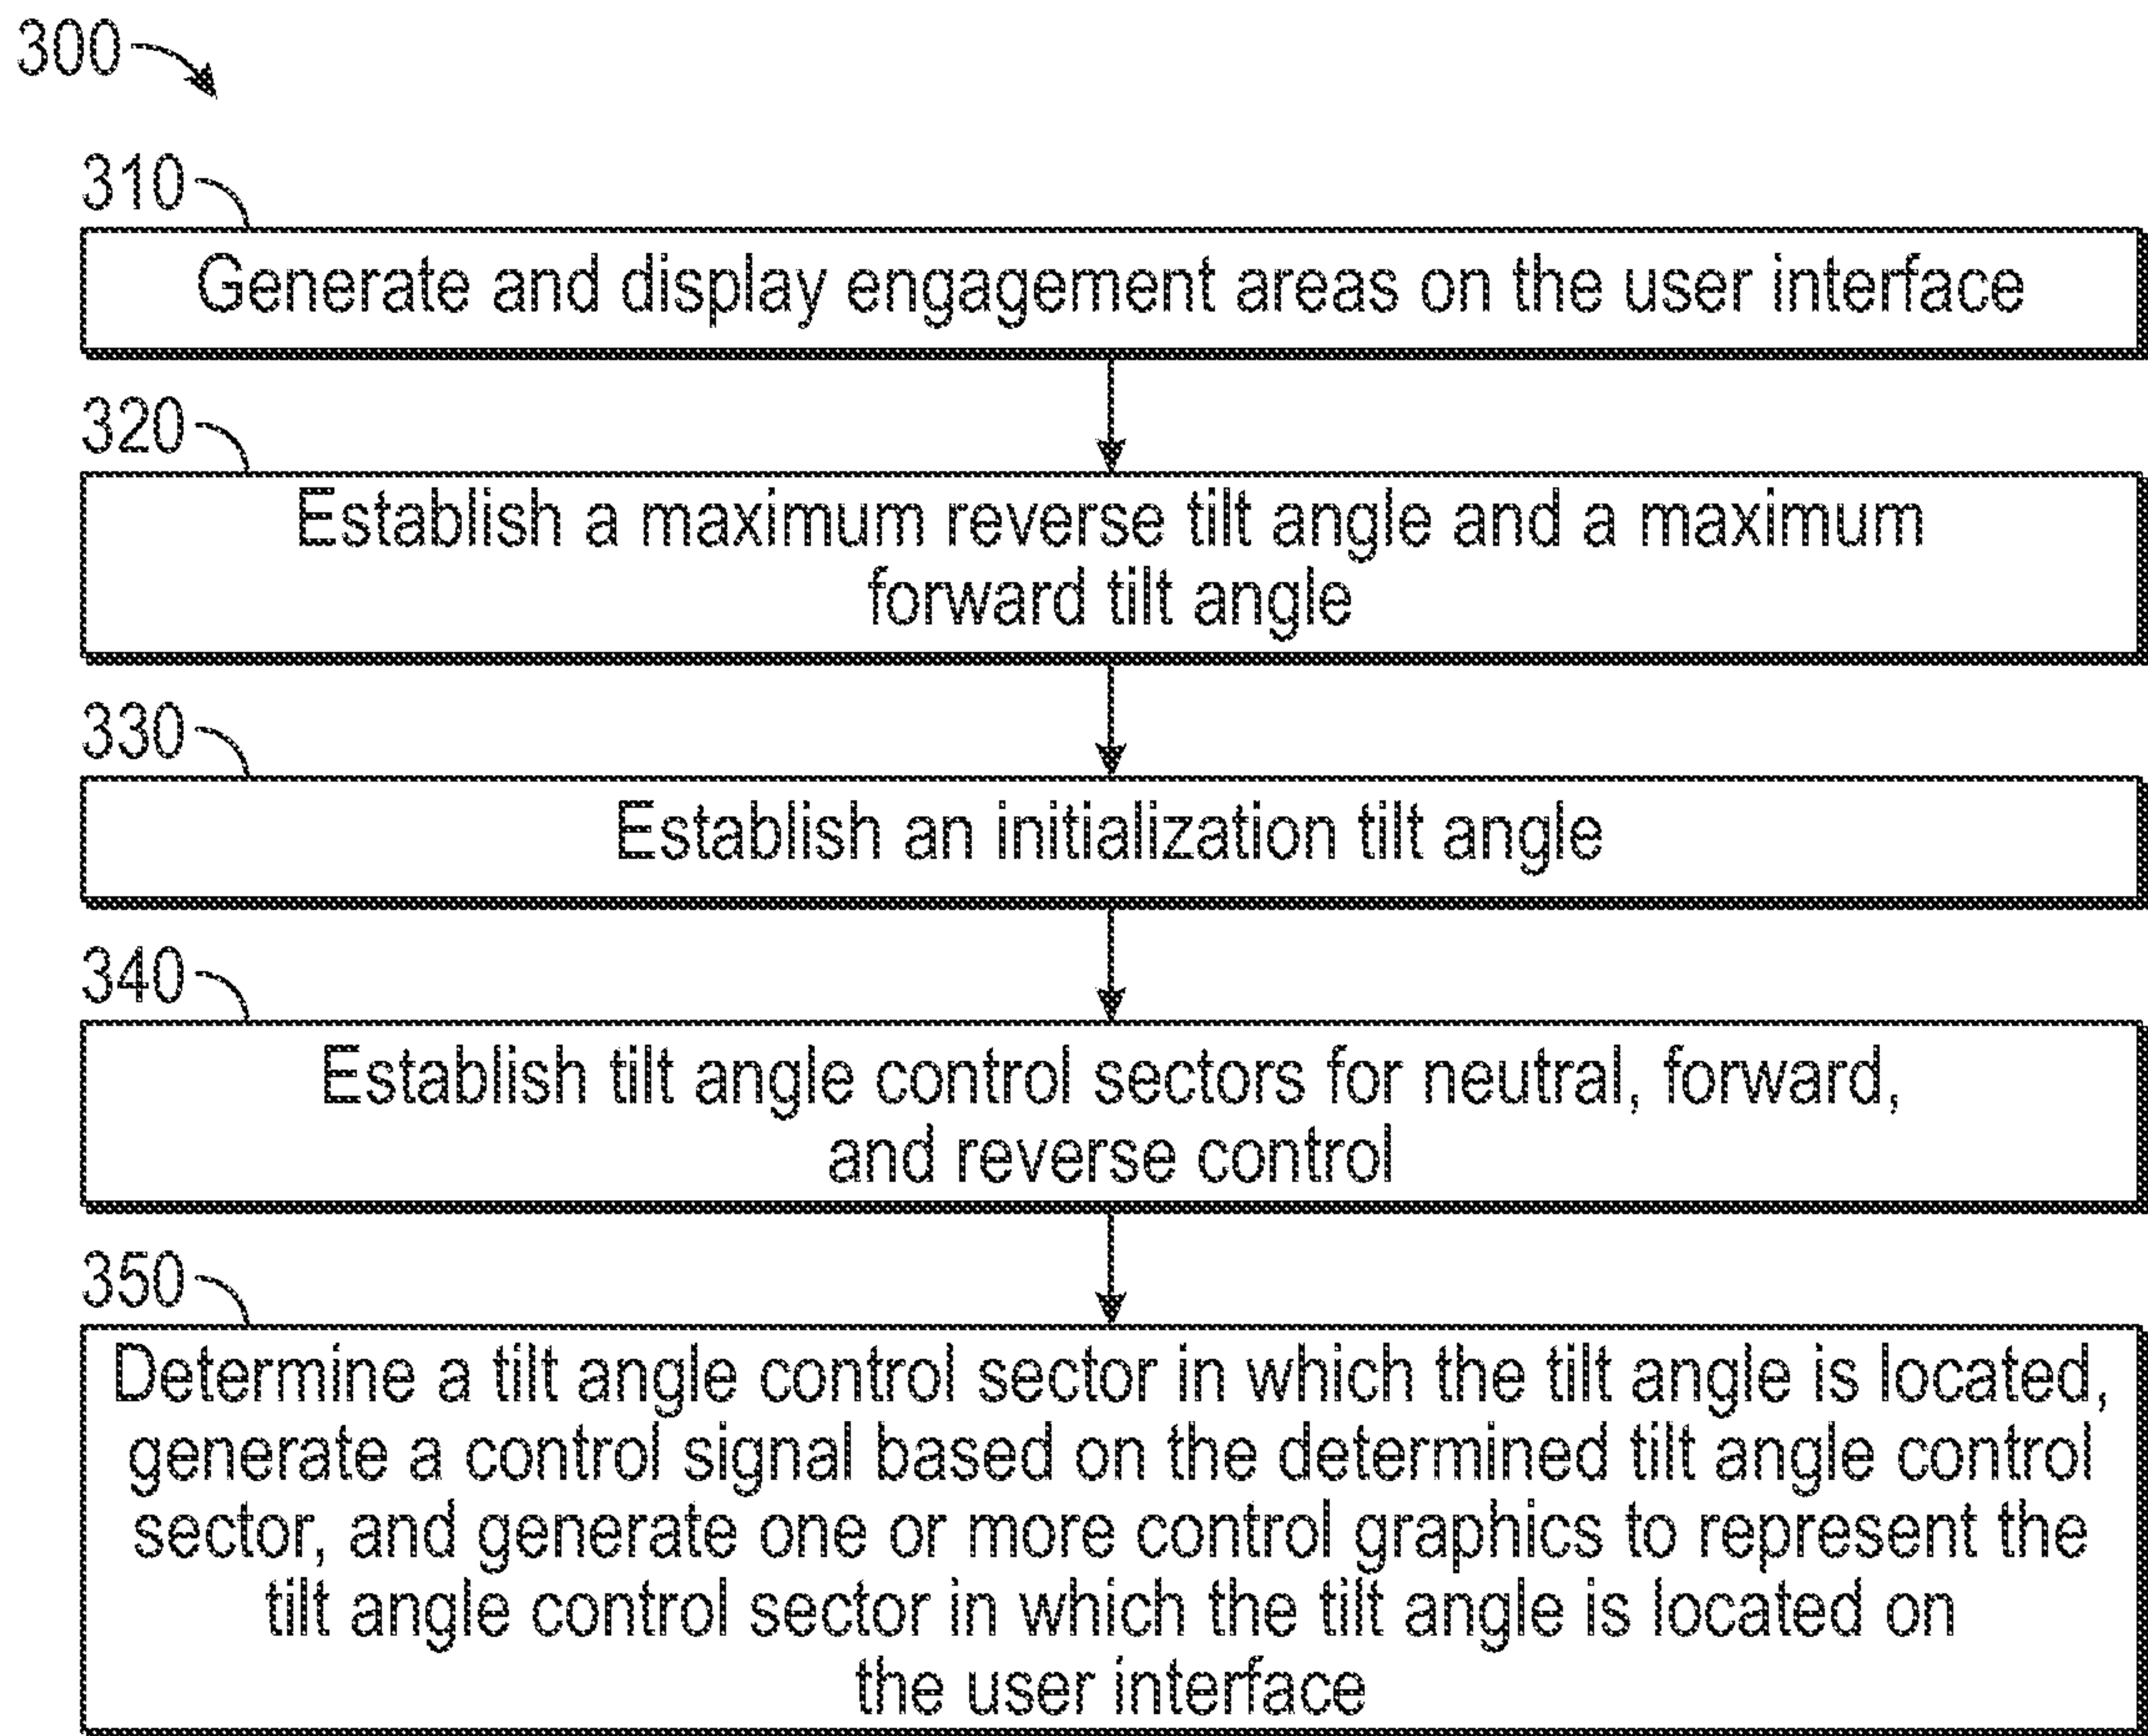 300
310
Generate and display engagement areas on the user interface
320
Establish a maximum reverse tilt angle and a maximum
forward tilt angle
330
Establish an initialization tilt angle
340
Establish tilt angle control sectors for neutral, forward,
and reverse control
350
Determine a tilt angle control sector in which the tilt angle is located,
generate a control signal based on the determined tilt angle control
sector, and generate one or more control graphics to represent the
tilt angle control sector in which the tilt angle is located on
the user interface